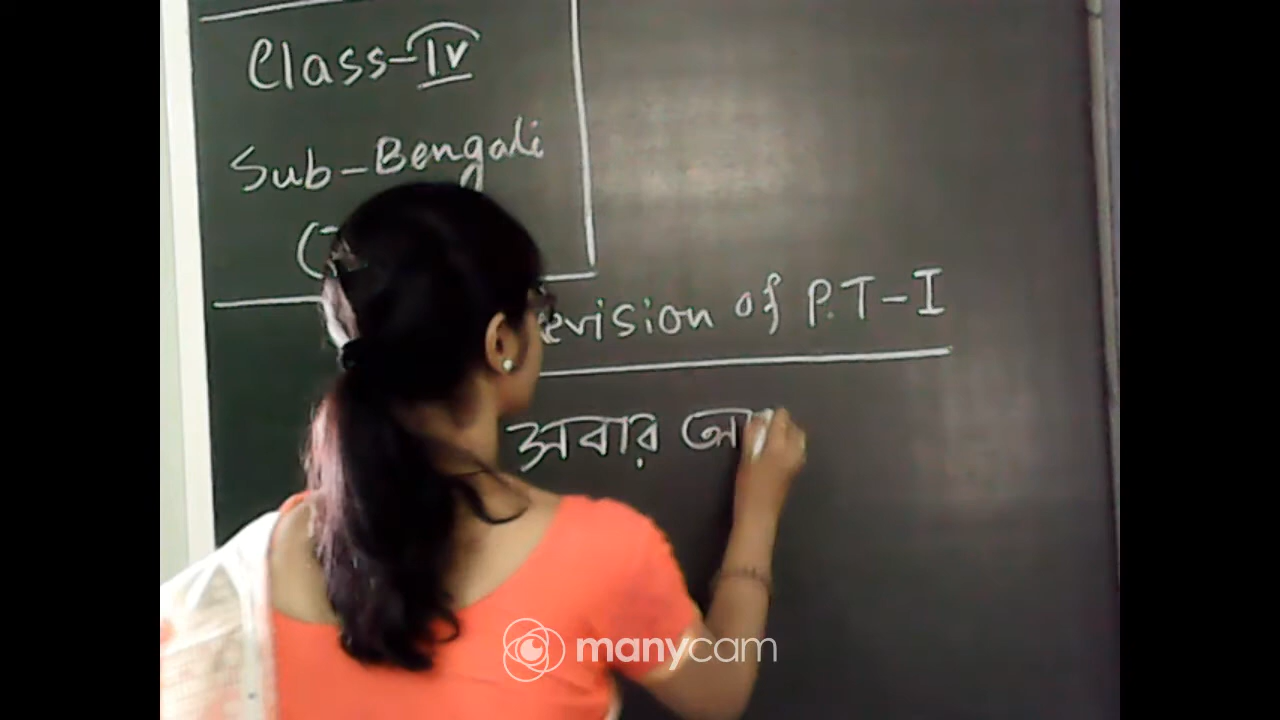 Class-IV
Sub-Bengali
evision of P.T-I
অবার
manycam